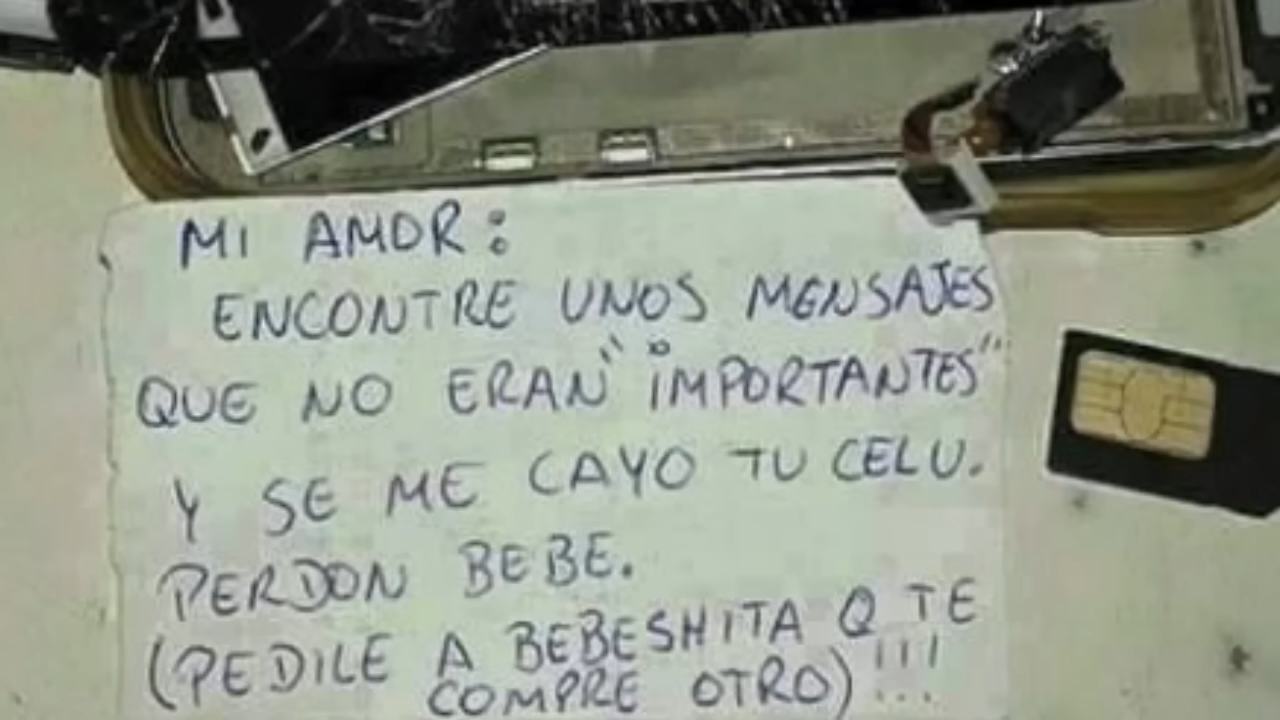 MI AMOR:
ENCONTRE UNOS MENSAJES
QUE NO ERAN "IMPORTANTES"
Y SE ME CAYO TU CELU.
PERDON BEBE.
(PEDILE A BEBESHITA Q TE
COMPRE OTRO)!!!